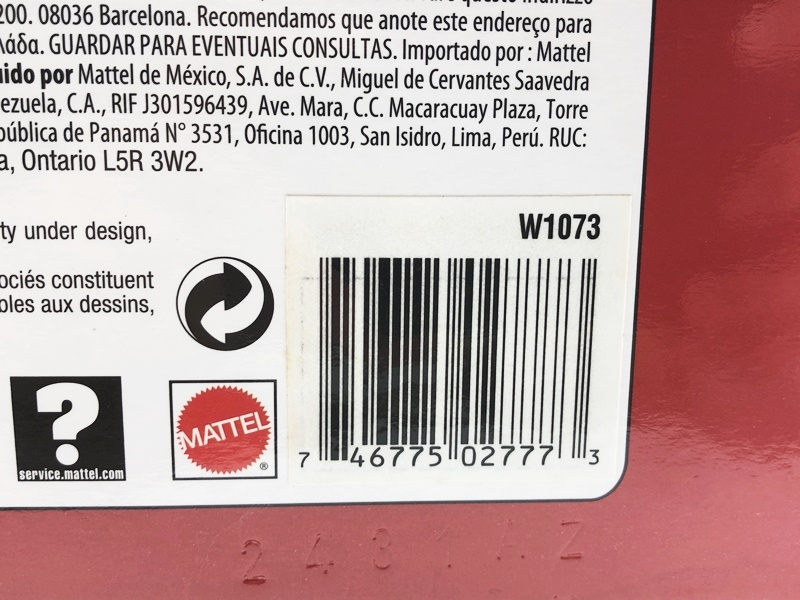 200. 08036 Barcelona. Recomendamos que anote este endereço para
λάδα. GUARDAR PARA EVENTUAIS CONSULTAS. Importado por : Mattel
uido por Mattel de México, S.A. de C.V., Miguel de Cervantes Saavedra
ezuela, C.A., RIF J301596439, Ave. Mara, C.C. Macaracuay Plaza, Torre
pública de Panamá N° 3531, Oficina 1003, San Isidro, Lima, Perú. RUC:
a, Ontario L5R 3W2.
ty under design,
ociés constituent
oles aux dessins,
W1073
?
service.mattel.com
MATTEL
®
7 46775 02777 3
2431AZ